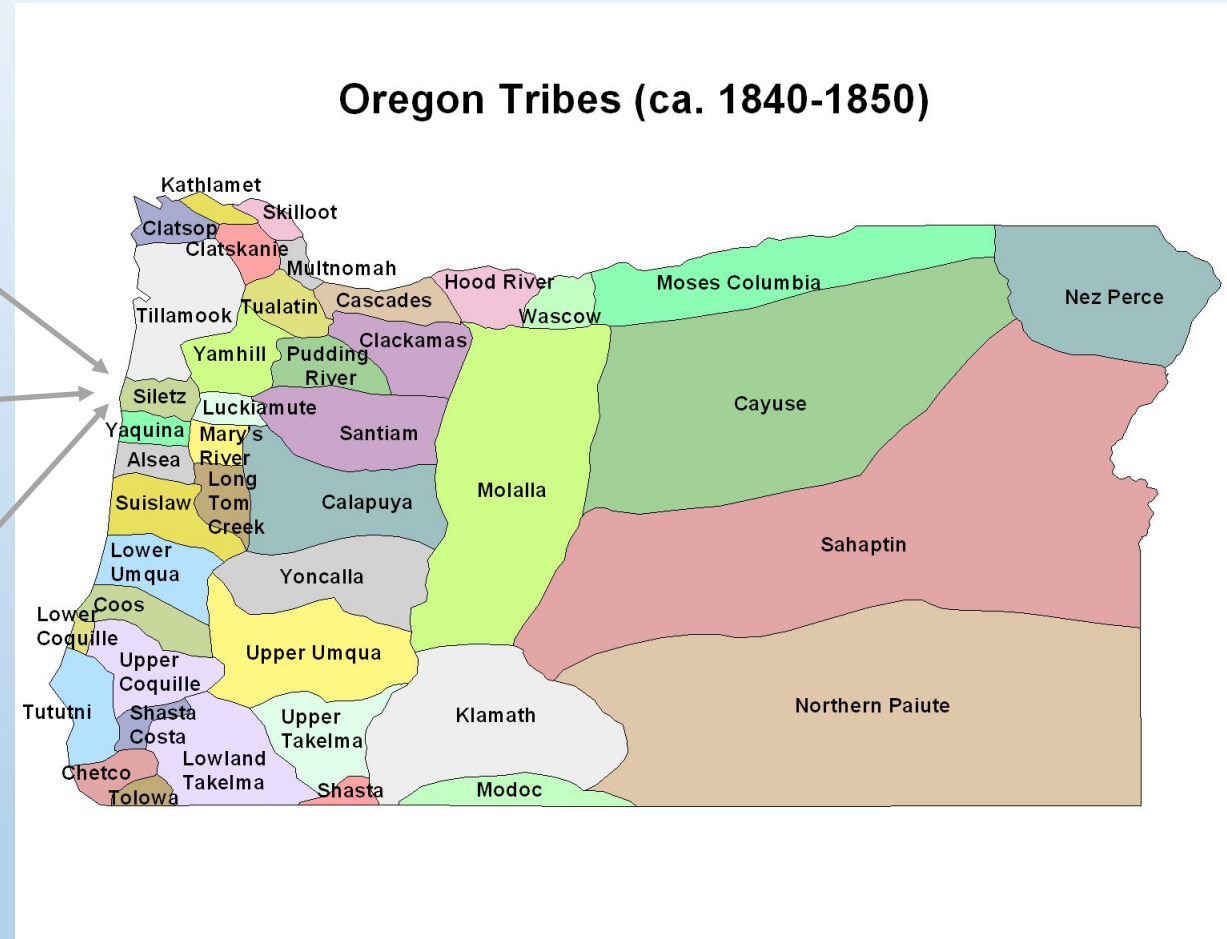 Oregon Tribes (ca. 1840-1850)
Kathlamet
Skilloot
Clatsop
Clatskanie
Multnomah
Hood River
Moses Columbia
Nez Perce
Cascades
Tualatin
Tillamook
Wascow
Clackamas
Yamhill
Pudding
River
Siletz
Luckiamute
Cayuse
Yaquina
Mary's
River
Santiam
Alsea
Long
Tom
Creek
Suislaw
Calapuya
Molalla
Sahaptin
Lower
Umqua
Yoncalla
Coos
Lower
Coquille
Upper
Coquille
Upper Umqua
Tututni
Shasta
Costa
Upper
Takelma
Klamath
Northern Paiute
Lowland
Takelma
Chetco
Tolowa
Shasta
Modoc